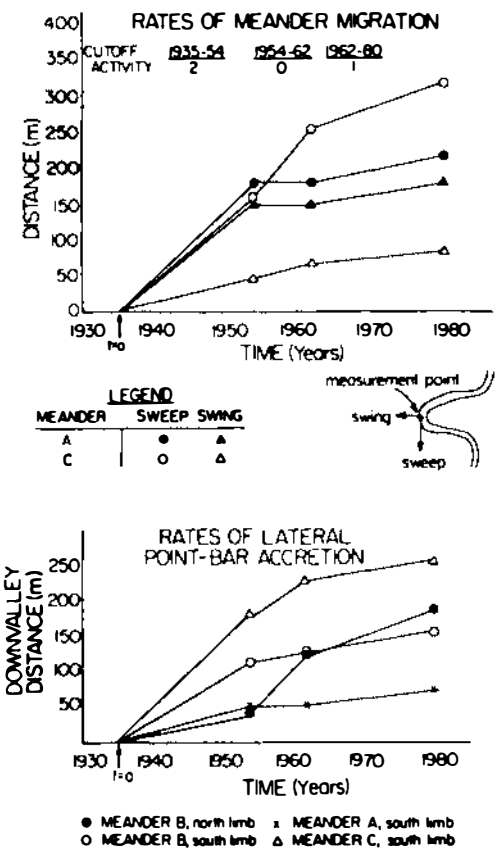 RATES OF MEANDER MIGRATION
CUTOFF ACTIVITY 1935-54 1954-62 1962-80
2 0 1
DISTANCE (m)
400
350
300
250
200
150
100
50
0
1930 1940 1950 1960 1970 1980
t=0
TIME (Years)
LEGEND
MEANDER SWEEP SWING
A ● ▲
C ○ △
measurement point
swing
sweep
RATES OF LATERAL
POINT-BAR ACCRETION
DOWNVALLEY
DISTANCE (m)
250
200
150
100
50
1930 1940 1950 1960 1970 1980
t=0
TIME (Years)
● MEANDER B, north limb x MEANDER A, south limb
○ MEANDER B, south limb △ MEANDER C, south limb